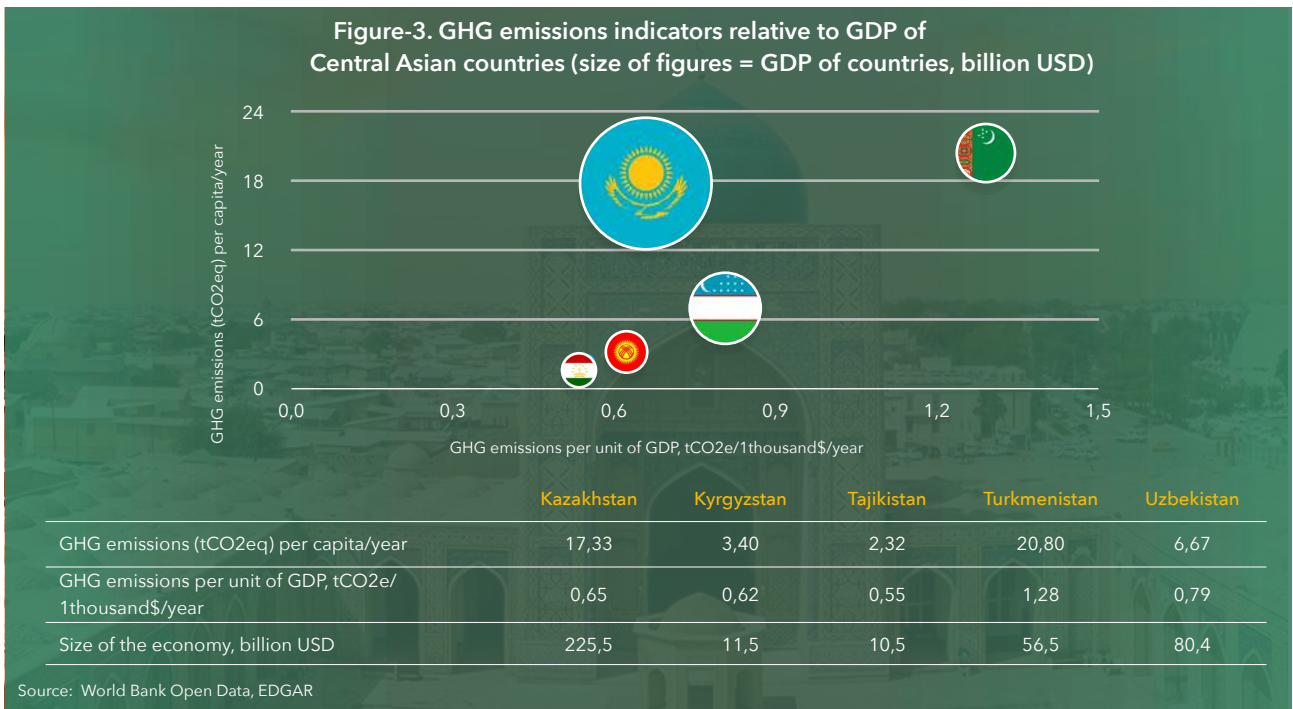 Figure-3. GHG emissions indicators relative to GDP of
Central Asian countries (size of figures = GDP of countries, billion USD)
GHG emissions (tCO2eq) per capita/year
24
18
12
6
0
0,0 0,3 0,6 0,9 1,2 1,5
GHG emissions per unit of GDP, tCO2e/1thousand$/year
Kazakhstan Kyrgyzstan Tajikistan Turkmenistan Uzbekistan
GHG emissions (tCO2eq) per capita/year 17,33 3,40 2,32 20,80 6,67
GHG emissions per unit of GDP, tCO2e/
1thousand$/year 0,65 0,62 0,55 1,28 0,79
Size of the economy, billion USD 225,5 11,5 10,5 56,5 80,4
Source: World Bank Open Data, EDGAR